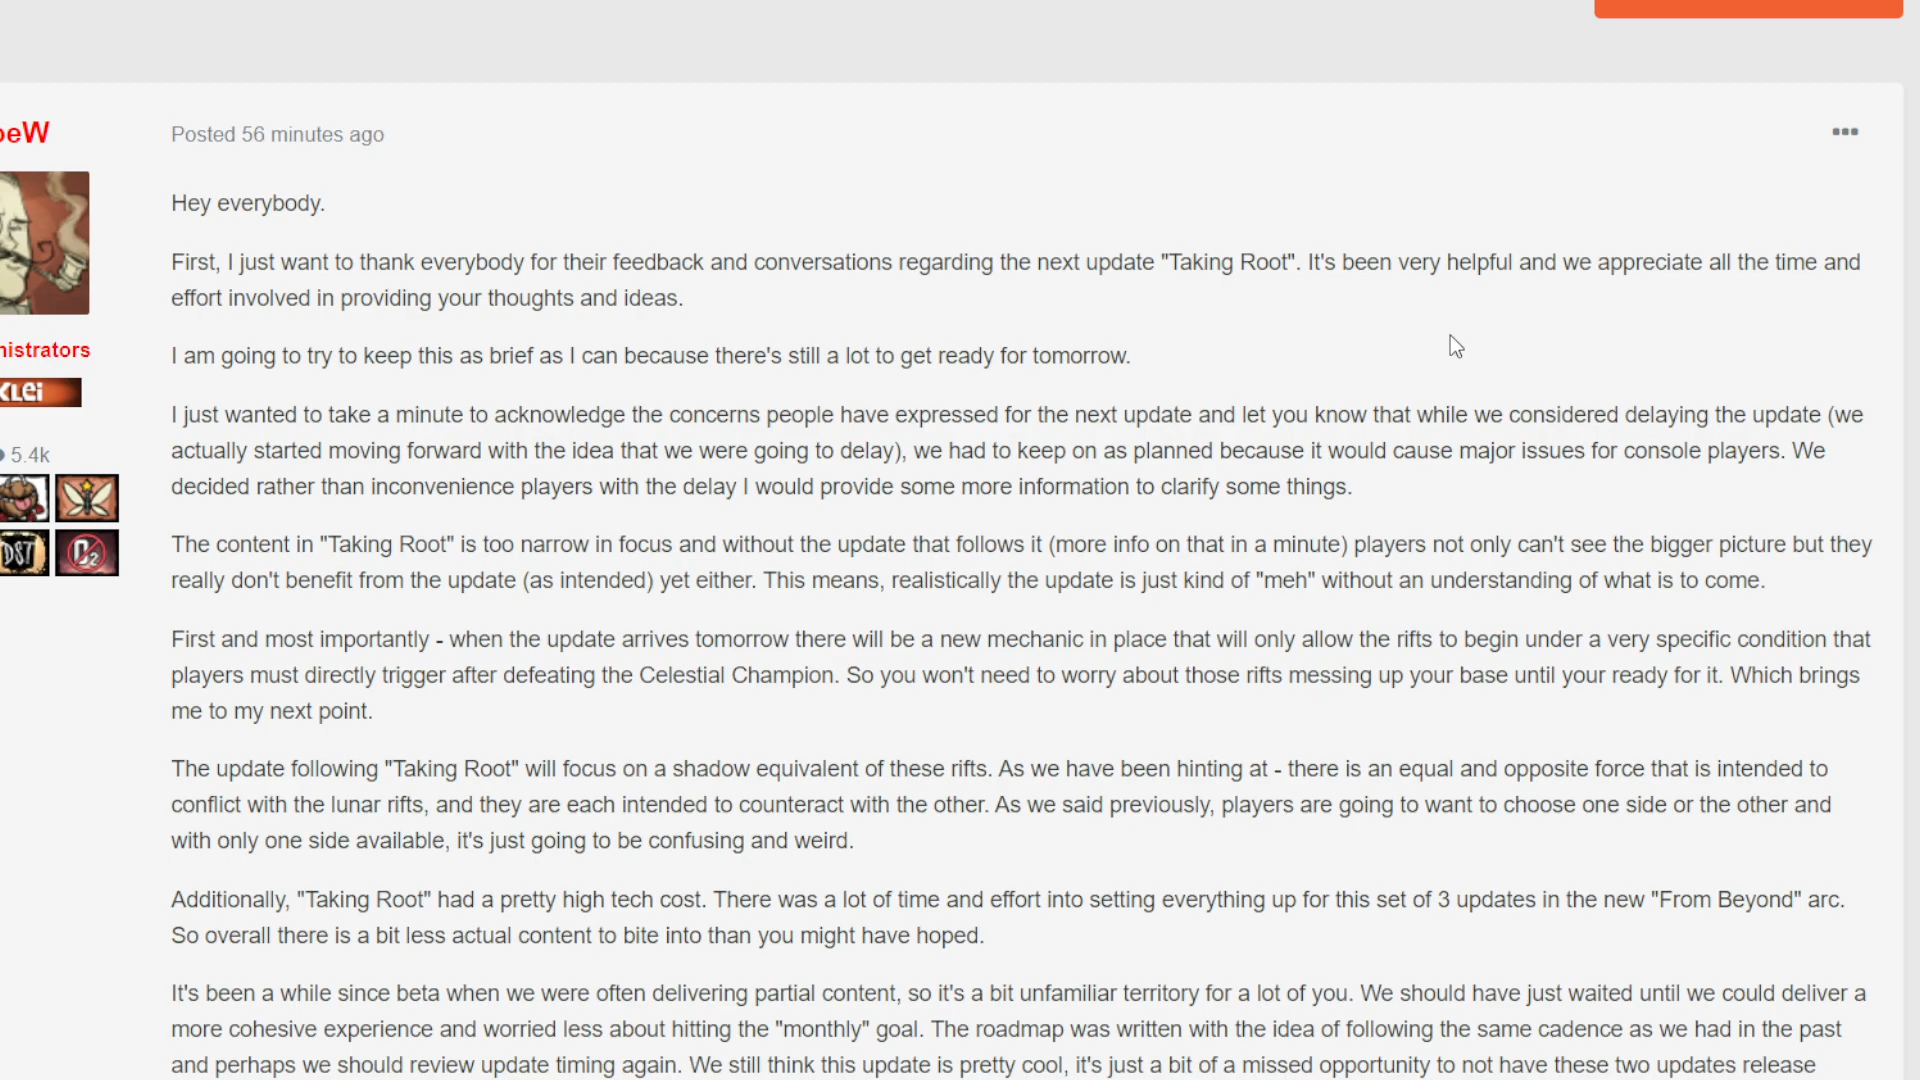 oeW
Posted 56 minutes ago
Hey everybody.
First, I just want to thank everybody for their feedback and conversations regarding the next update "Taking Root". It's been very helpful and we appreciate all the time and
effort involved in providing your thoughts and ideas.
nistrators
I am going to try to keep this as brief as I can because there's still a lot to get ready for tomorrow.
KLei
I just wanted to take a minute to acknowledge the concerns people have expressed for the next update and let you know that while we considered delaying the update (we
actually started moving forward with the idea that we were going to delay), we had to keep on as planned because it would cause major issues for console players. We
5.4k
decided rather than inconvenience players with the delay I would provide some more information to clarify some things.
DST
The content in "Taking Root" is too narrow in focus and without the update that follows it (more info on that in a minute) players not only can't see the bigger picture but they
really don't benefit from the update (as intended) yet either. This means, realistically the update is just kind of "meh" without an understanding of what is to come.
First and most importantly - when the update arrives tomorrow there will be a new mechanic in place that will only allow the rifts to begin under a very specific condition that
players must directly trigger after defeating the Celestial Champion. So you won't need to worry about those rifts messing up your base until your ready for it. Which brings
me to my next point.
The update following "Taking Root" will focus on a shadow equivalent of these rifts. As we have been hinting at - there is an equal and opposite force that is intended to
conflict with the lunar rifts, and they are each intended to counteract with the other. As we said previously, players are going to want to choose one side or the other and
with only one side available, it's just going to be confusing and weird.
Additionally, "Taking Root" had a pretty high tech cost. There was a lot of time and effort into setting everything up for this set of 3 updates in the new "From Beyond" arc.
So overall there is a bit less actual content to bite into than you might have hoped.
It's been a while since beta when we were often delivering partial content, so it's a bit unfamiliar territory for a lot of you. We should have just waited until we could deliver a
more cohesive experience and worried less about hitting the "monthly" goal. The roadmap was written with the idea of following the same cadence as we had in the past
and perhaps we should review update timing again. We still think this update is pretty cool, it's just a bit of a missed opportunity to not have these two updates release